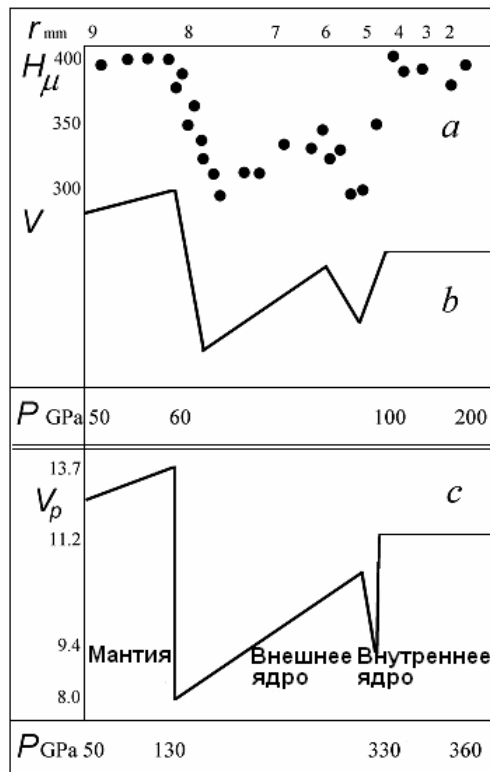 r mm 9 8 7 6 5 4 3 2
Hμ 400
350
300
a
V
b
P GPa 50 60 100 200
13.7
Vp
c
11.2
9.4
8.0
Мантия Внешнее ядро Внутреннее ядро
P GPa 50 130 330 360